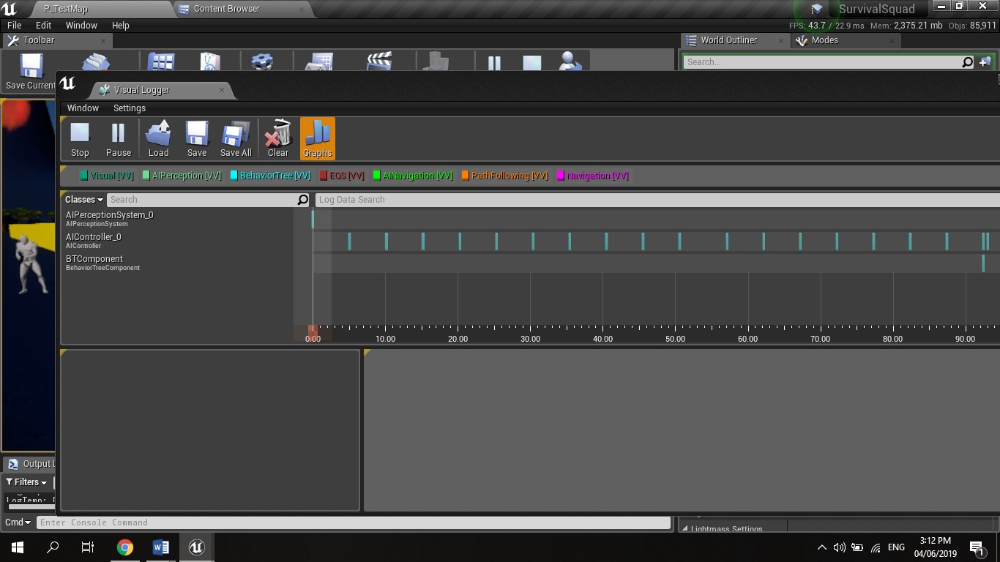 P_TestMap
Content Browser
SurvivalSquad
File Edit Window Help
FPS: 43.7 / 22.9 ms Mem: 2,375.21 mb Objs: 85,911
Toolbar
World Outliner
Modes
Search...
Save Current
Visual Logger
Window Settings
Stop Pause Load Save Save All Clear Graphs
Visual [VV] AIPerception [VV] BehaviorTree [VV] EQS [VV] AINavigation [VV] PathFollowing [VV] Navigation [VV]
Classes Search Log Data Search
AIPerceptionSystem_0
AIPerceptionSystem
AIController_0
AIController
BTComponent
BehaviorTreeComponent
0.00 10.00 20.00 30.00 40.00 50.00 60.00 70.00 80.00 90.00
Output
Filters
LogTemp:
Cmd Enter Console Command
Lightmass Settings
ENG
3:12 PM
04/06/2019
1